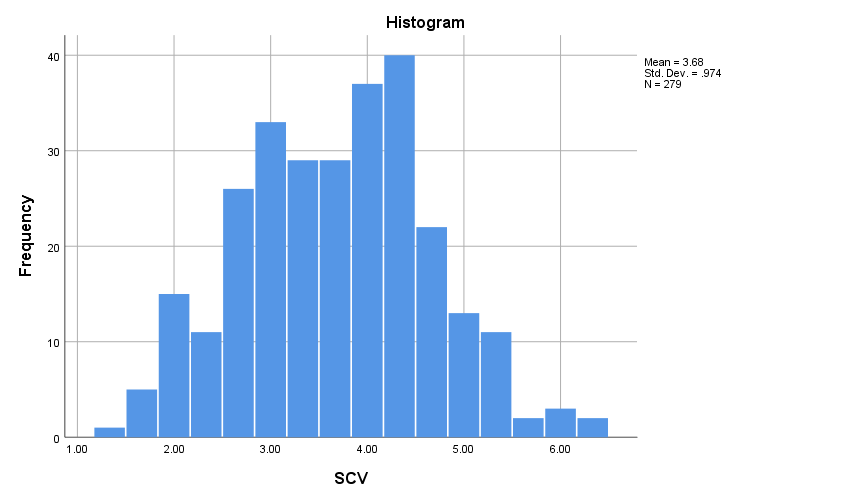 Histogram
Mean = 3.68
Std. Dev. = .974
N = 279
Frequency
40
30
20
10
0
1.00 2.00 3.00 4.00 5.00 6.00
SCV